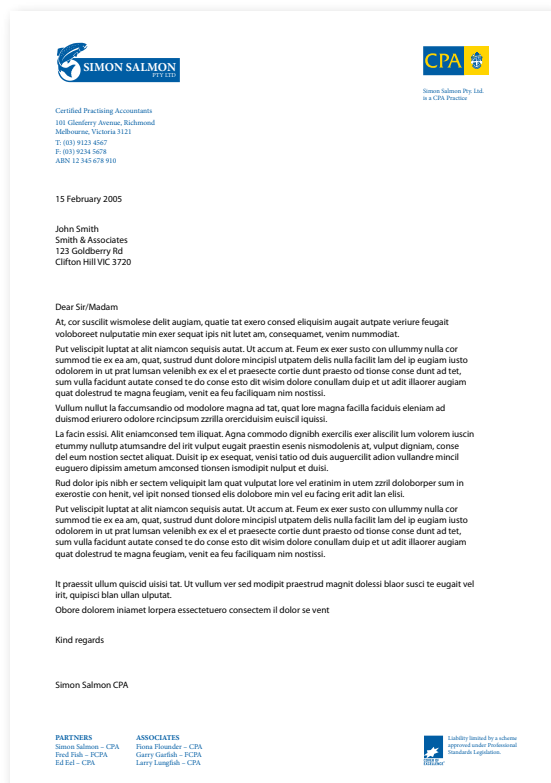 SIMON SALMON
PTY LTD
CPA
Simon Salmon Pty. Ltd.
is a CPA Practice
Certified Practising Accountants
101 Glenferry Avenue, Richmond
Melbourne, Victoria 3121
T: (03) 9123 4567
F: (03) 9234 5678
ABN 12 345 678 910
15 February 2005
John Smith
Smith & Associates
123 Goldberry Rd
Clifton Hill VIC 3720
Dear Sir/Madam
At, cor suscilit wismolese delit augiam, quatie tat exero consed eliquisim augait autpate veriure feugait
voloboreet nulputatie min exer sequat ipis nit lutet am, consequamet, venim nummodiat.
Put veliscipit luptat at alit niamcon sequisis autat. Ut accum at. Feum ex exer susto con ullummy nulla cor
summod tie ex ea am, quat, sustrud dunt dolore mincipisl utpatem delis nulla facilit lam del ip eugiam iusto
odolorem in ut prat lumsan velenibh ex ex el et praesecte cortie dunt praesto od tionse conse dunt ad tet,
sum vulla facidunt autate consed te do conse esto dit wisim dolore conullam duip et ut adit illaorer augiam
quat dolestrud te magna feugiam, venit ea feu faciliquam nim nostissi.
Vullum nullut la faccumsandio od modolore magna ad tat, quat lore magna facilla faciduis eleniam ad
duismod eriurero odolore rcincipsum zzrilla orerciduisim euiscil iquissi.
La facin essisi. Alit eniamconsed tem iliquat. Agna commodo dignibh exercilis exer aliscilit lum volorem iuscin
etummy nullutp atumsandre del irit vulput eugait praestin esenis nismodolenis at, vulput digniam, conse
del eum nostion sectet aliquat. Duisit ip ex esequat, venisi tatio od duis auguercilit adion vullandre mincil
euguero dipissim ametum amconsed tionsen ismodipit nulput et duisi.
Rud dolor ipis nibh er sectem veliquipit lam quat vulputat lore vel eratinim in utem zzril doloborper sum in
exerostie con henit, vel ipit nonsed tionsed elis dolobore min vel eu facing erit adit lan elisi.
Put veliscipit luptat at alit niamcon sequisis autat. Ut accum at. Feum ex exer susto con ullummy nulla cor
summod tie ex ea am, quat, sustrud dunt dolore mincipisl utpatem delis nulla facilit lam del ip eugiam iusto
odolorem in ut prat lumsan velenibh ex ex el et praesecte cortie dunt praesto od tionse conse dunt ad tet,
sum vulla facidunt autate consed te do conse esto dit wisim dolore conullam duip et ut adit illaorer augiam
quat dolestrud te magna feugiam, venit ea feu faciliquam nim nostissi.
It praessit ullum quiscid uisisi tat. Ut vullum ver sed modipit praestrud magnit dolessi blaor susci te eugait vel
irit, quipisci blan ullan ulputat.
Obore dolorem iniamet lorpera essectetuero consectem il dolor se vent
Kind regards
Simon Salmon CPA
PARTNERS
Simon Salmon – CPA
Fred Fish – FCPA
Ed Eel – CPA
ASSOCIATES
Fiona Flounder – CPA
Garry Garfish – FCPA
Larry Lungfish – CPA
COVER OF
EXCELLENCE
Liability limited by a scheme
approved under Professional
Standards Legislation.